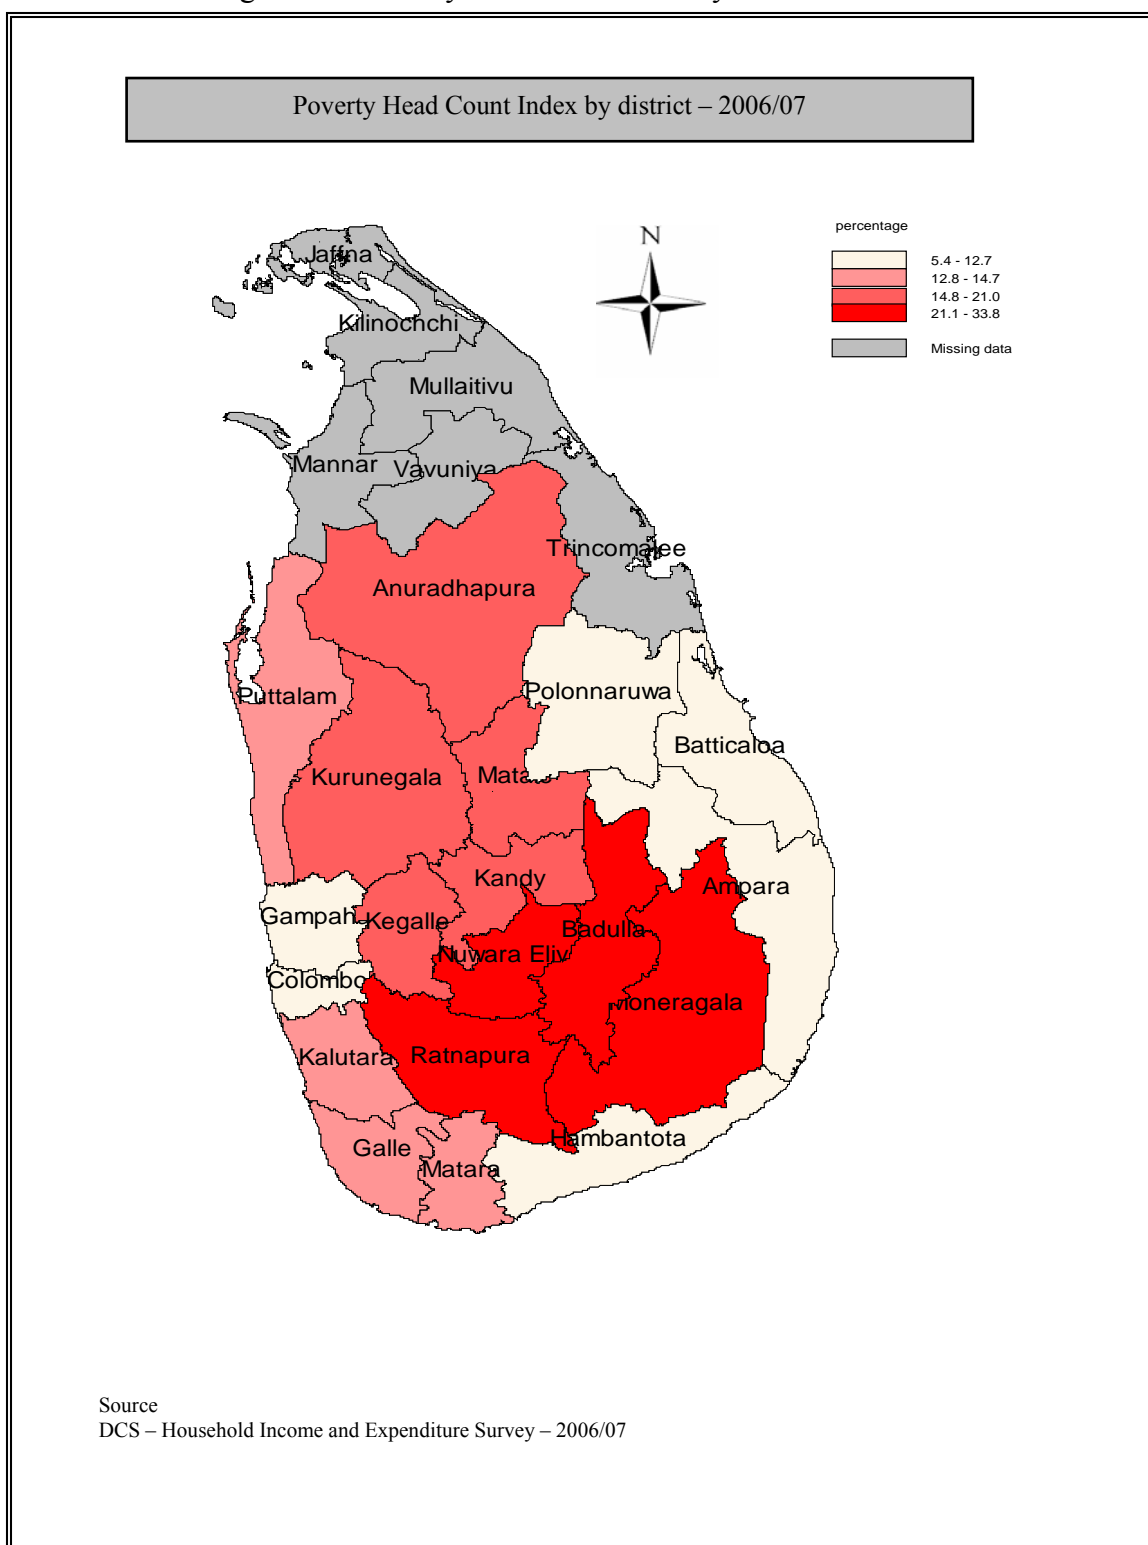 Poverty Head Count Index by district – 2006/07
N
percentage
5.4 - 12.7
12.8 - 14.7
14.8 - 21.0
21.1 - 33.8
Missing data
Jaffna
Kilinochchi
Mullaitivu
Mannar
Vavuniya
Trincomalee
Anuradhapura
Polonnaruwa
Puttalam
Batticaloa
Kurunegala
Kandy
Ampara
Gampaha
Kegalle
Badulla
Nuwara Eliy
Colombo
Moneragala
Kalutara
Ratnapura
Hambantota
Galle
Matara
Source
DCS – Household Income and Expenditure Survey – 2006/07